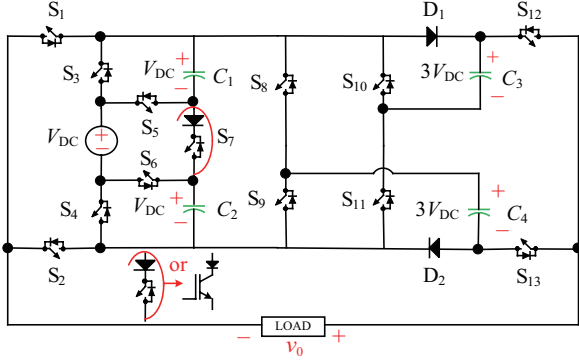 S1
D1
S12
S3
VDC
+
−
C1
S8
S10
3VDC
+
−
C3
VDC
+
−
S5
S7
S6
S4
VDC
+
−
C2
S9
S11
3VDC
+
−
C4
S2
or
D2
S13
− LOAD +
v0